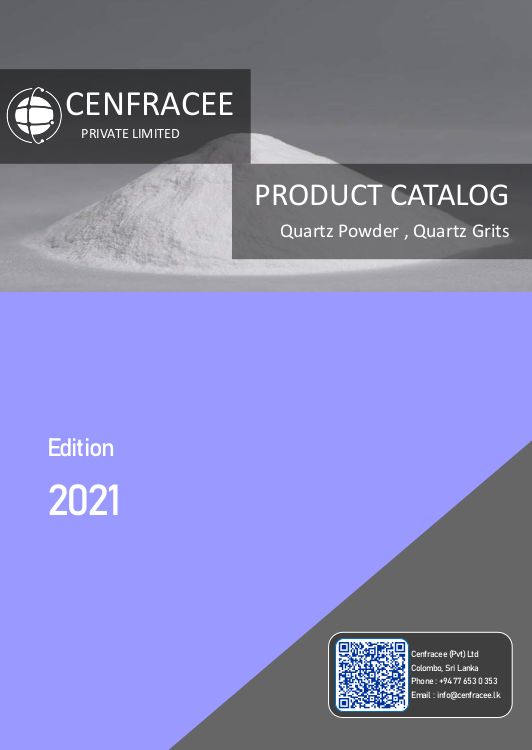 CENFRACEE
PRIVATE LIMITED
PRODUCT CATALOG
Quartz Powder , Quartz Grits
Edition
2021
Cenfracee (Pvt) Ltd
Colombo, Sri Lanka
Phone : +94 77 653 0 353
Email : info@cenfracee.lk